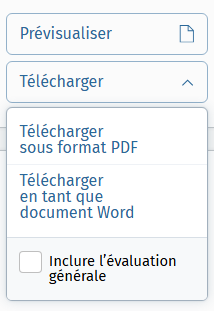 Prévisualiser
Télécharger
Télécharger
sous format PDF
Télécharger
en tant que
document Word
Inclure l’évaluation
générale